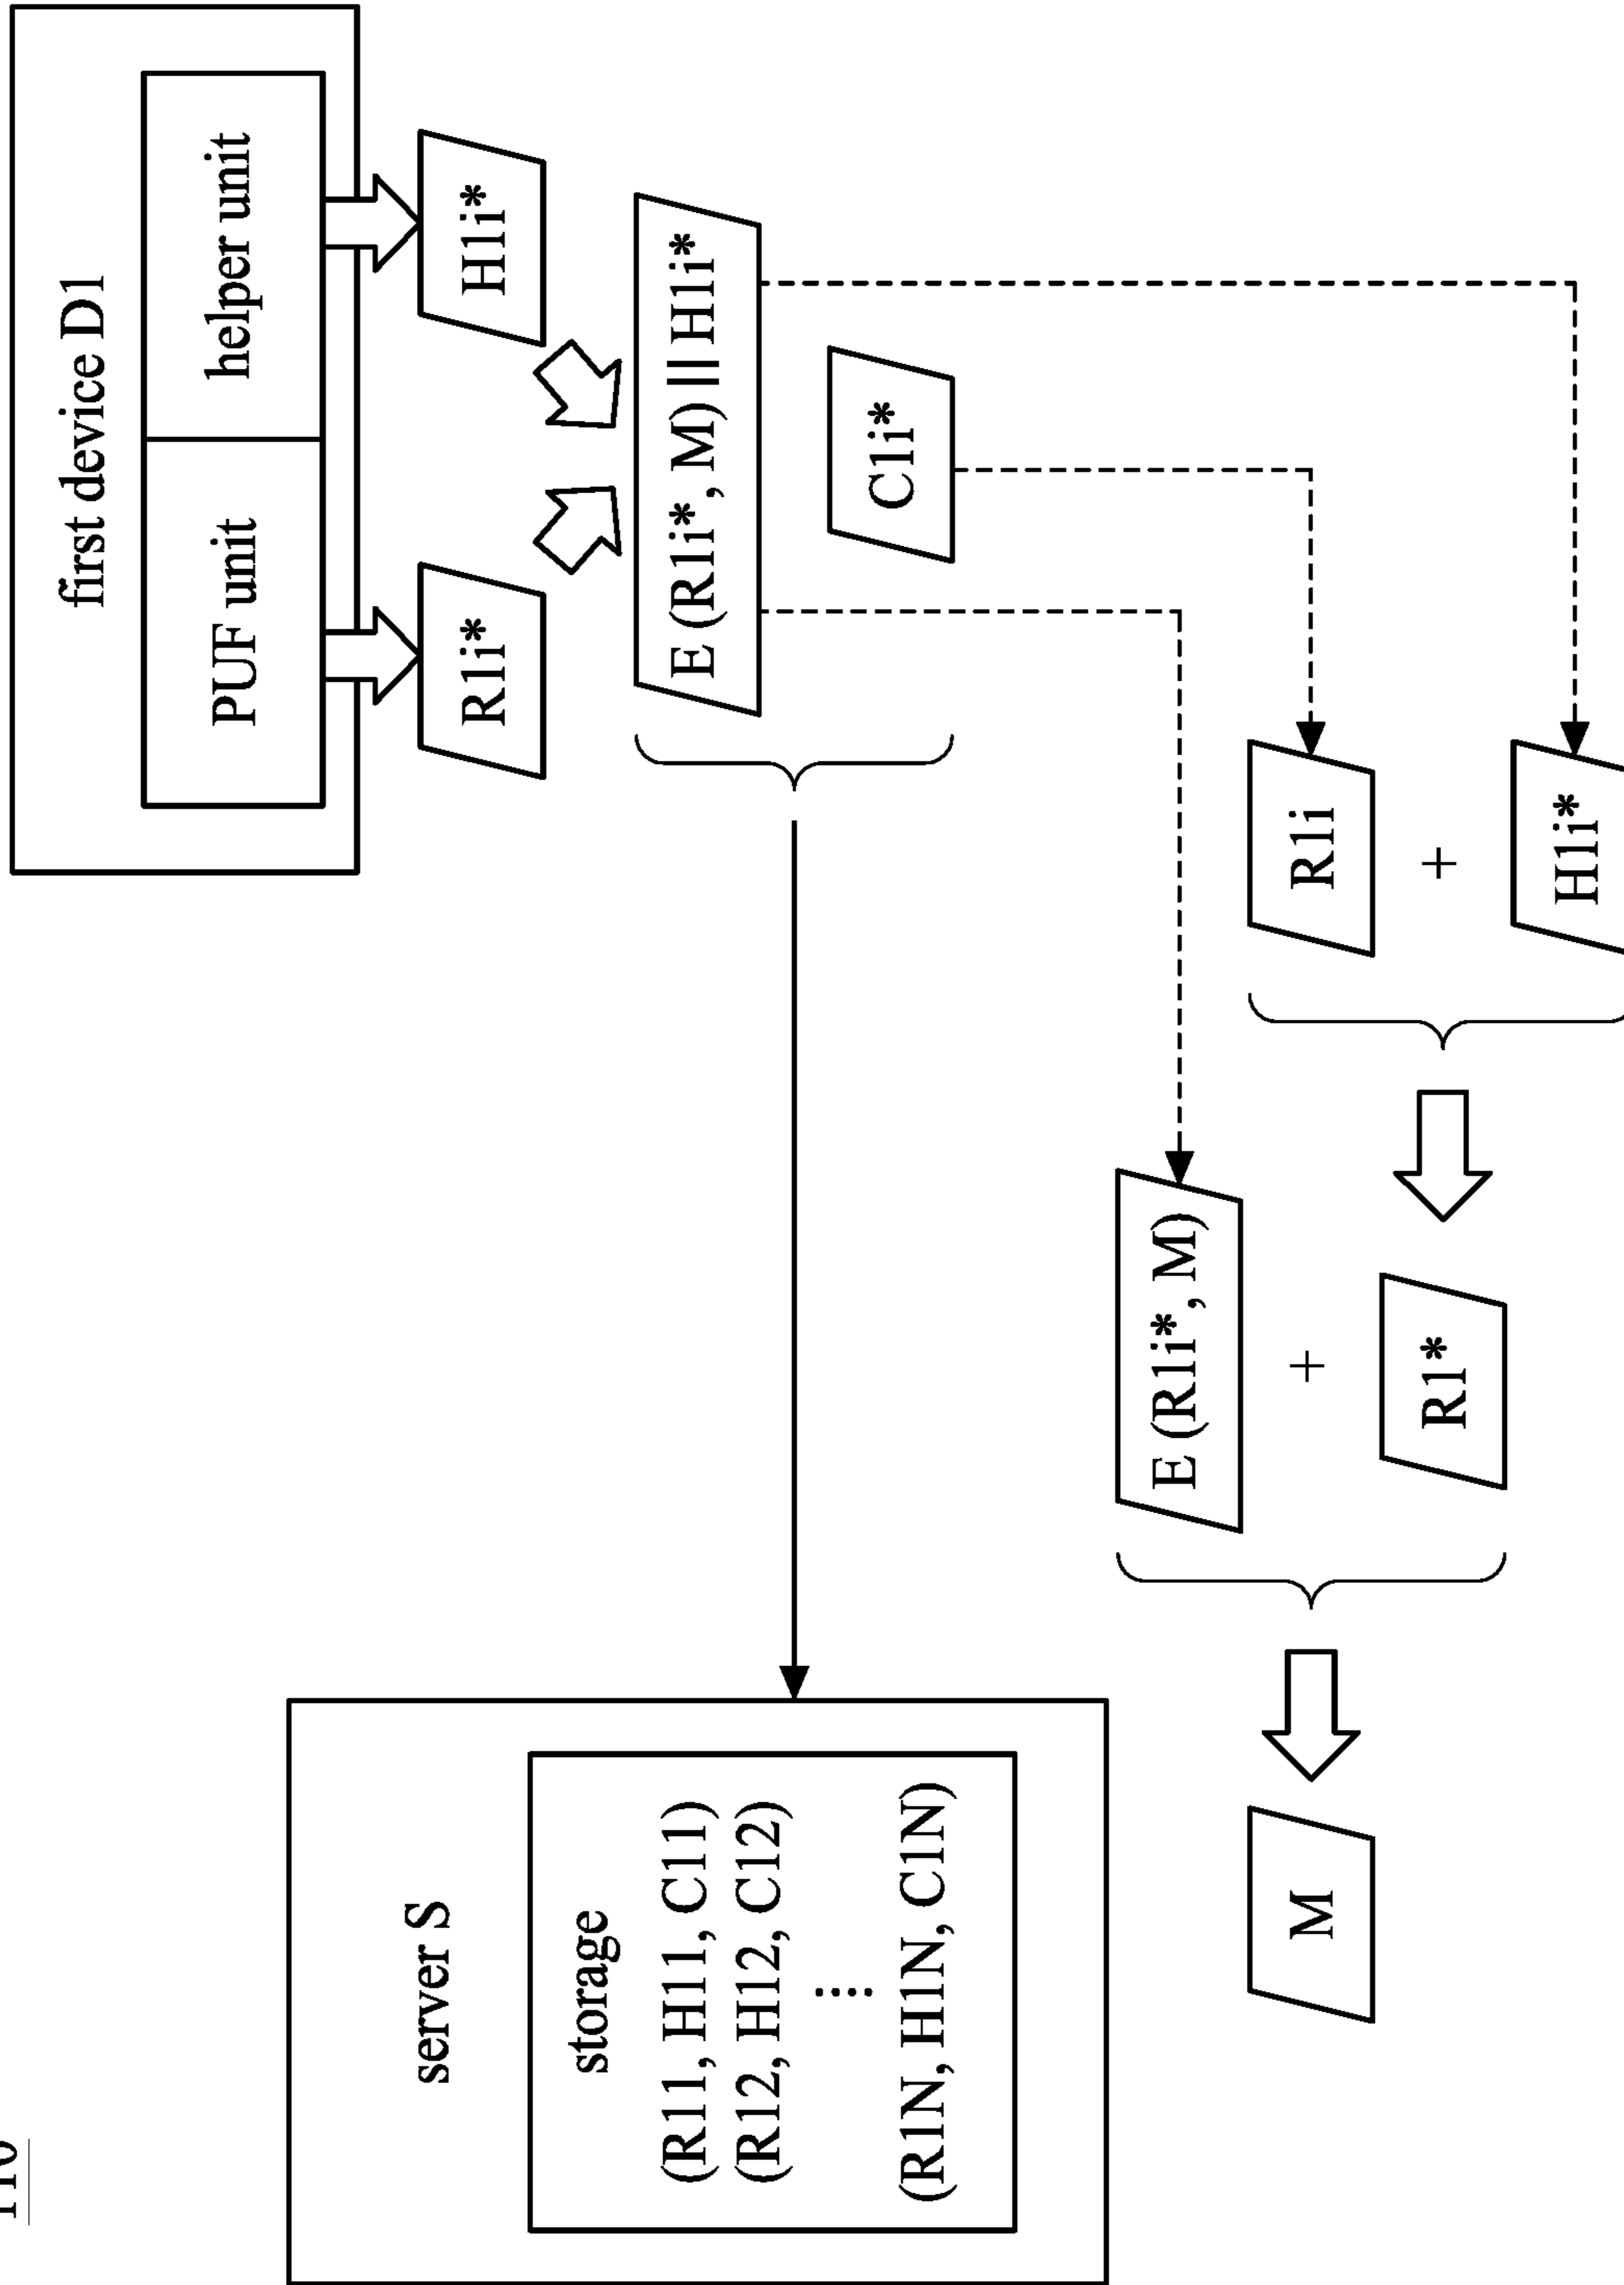 110
server S
storage
(R11, H11, C11)
(R12, H12, C12)
⋯
(R1N, H1N, C1N)
first device D1
PUF unit
helper unit
R1i*
H1i*
E (R1i*, M) || H1i*
C1i*
M
E (R1i*, M)
+
R1*
R1i
+
H1i*